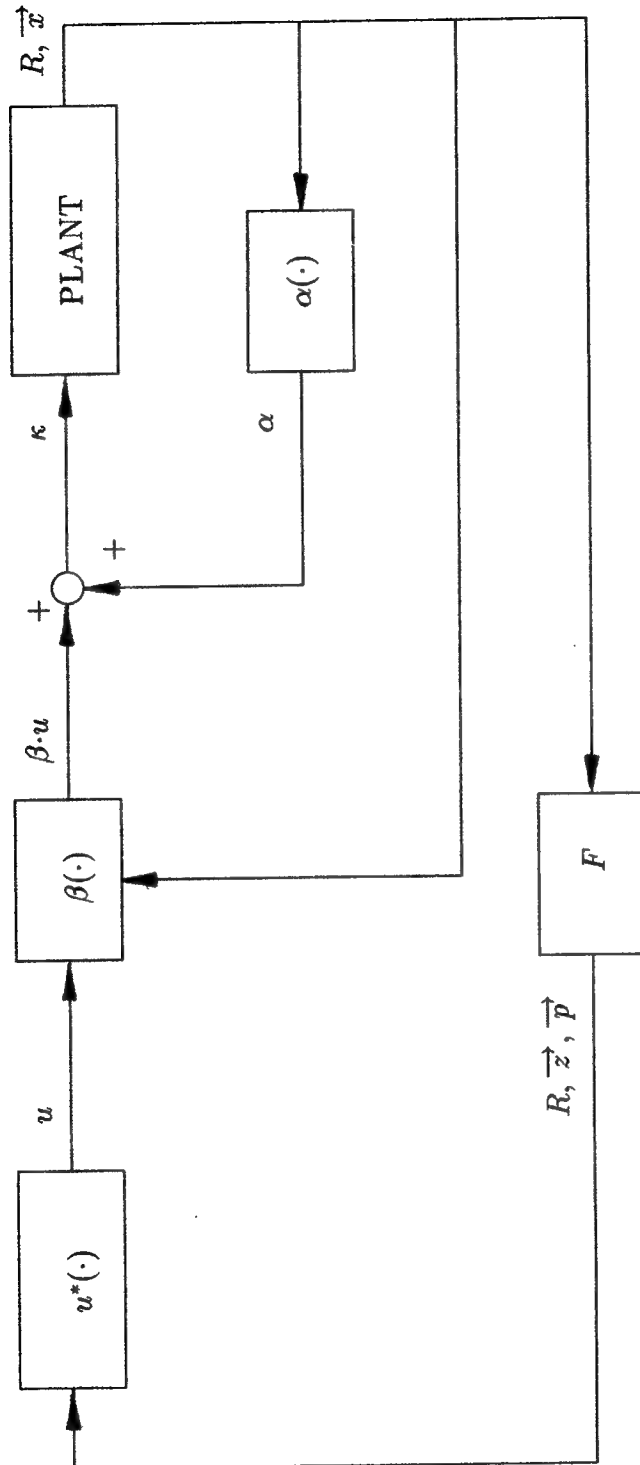 u*(·)
u
β(·)
β·u
+
+
κ
PLANT
R, x⃗
α
α(·)
R, z⃗, p⃗
F